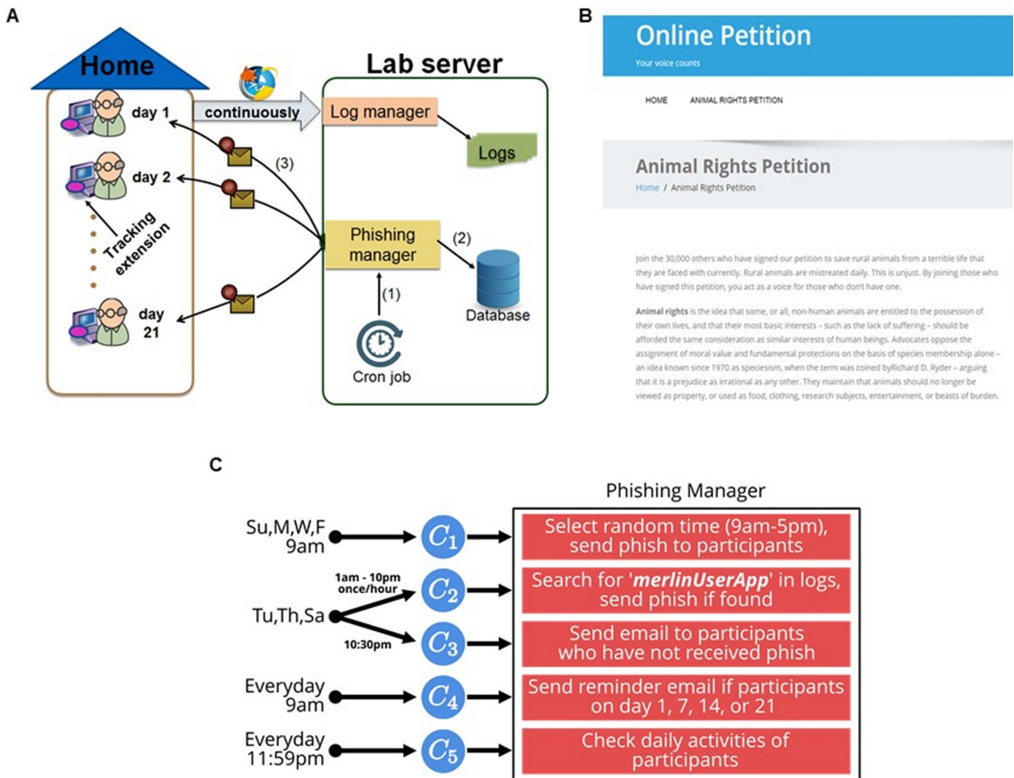 A
Home
day 1
day 2
Tracking
extension
day
21
continuously
(3)
Lab server
Log manager
Logs
Phishing
manager
(2)
(1)
Database
Cron job
B
Online Petition
Your voice counts
HOME ANIMAL RIGHTS PETITION
Animal Rights Petition
Home / Animal Rights Petition
Join the 30,000 others who have signed our petition to save rural animals from a terrible life that
they are faced with currently. Rural animals are mistreated daily. This is unjust. By joining those who
have signed this petition, you act as a voice for those who don't have one.
Animal rights is the idea that some, or all, non-human animals are entitled to the possession of
their own lives, and that their most basic interests – such as the lack of suffering – should be
afforded the same consideration as similar interests of human beings. Advocates oppose the
assignment of moral value and fundamental protections on the basis of species membership alone –
an idea known since 1970 as speciesism, when the term was coined byRichard D. Ryder – arguing
that it is a prejudice as irrational as any other. They maintain that animals should no longer be
viewed as property, or used as food, clothing, research subjects, entertainment, or beasts of burden.
C
Phishing Manager
Su,M,W,F
9am
C1
Select random time (9am-5pm),
send phish to participants
Tu,Th,Sa
1am - 10pm
once/hour
C2
Search for 'merlinUserApp' in logs,
send phish if found
10:30pm
C3
Send email to participants
who have not received phish
Everyday
9am
C4
Send reminder email if participants
on day 1, 7, 14, or 21
Everyday
11:59pm
C5
Check daily activities of
participants